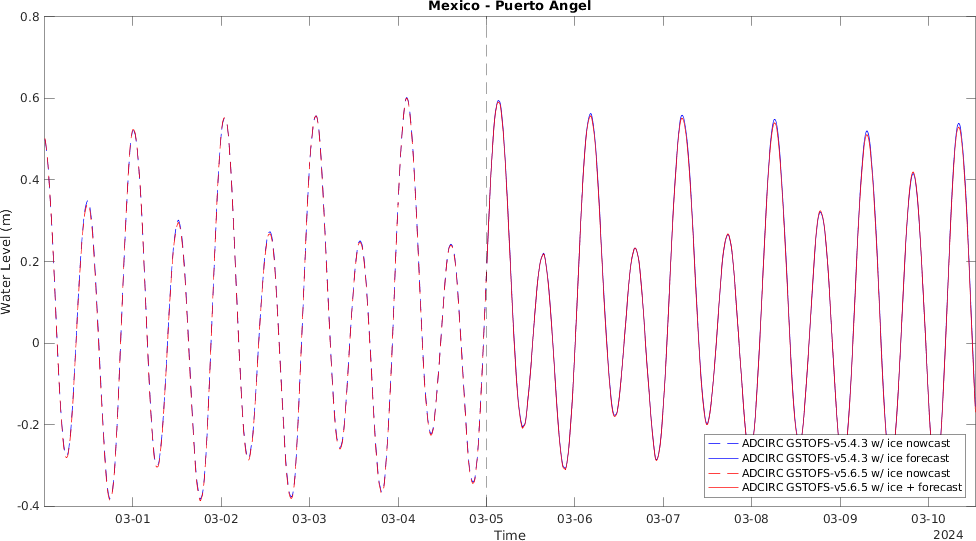 Mexico - Puerto Angel
Water Level (m)
0.8
0.6
0.4
0.2
0
-0.2
-0.4
ADCIRC GSTOFS-v5.4.3 w/ ice nowcast
ADCIRC GSTOFS-v5.4.3 w/ ice forecast
ADCIRC GSTOFS-v5.6.5 w/ ice nowcast
ADCIRC GSTOFS-v5.6.5 w/ ice + forecast
03-01 03-02 03-03 03-04 03-05 03-06 03-07 03-08 03-09 03-10
Time
2024